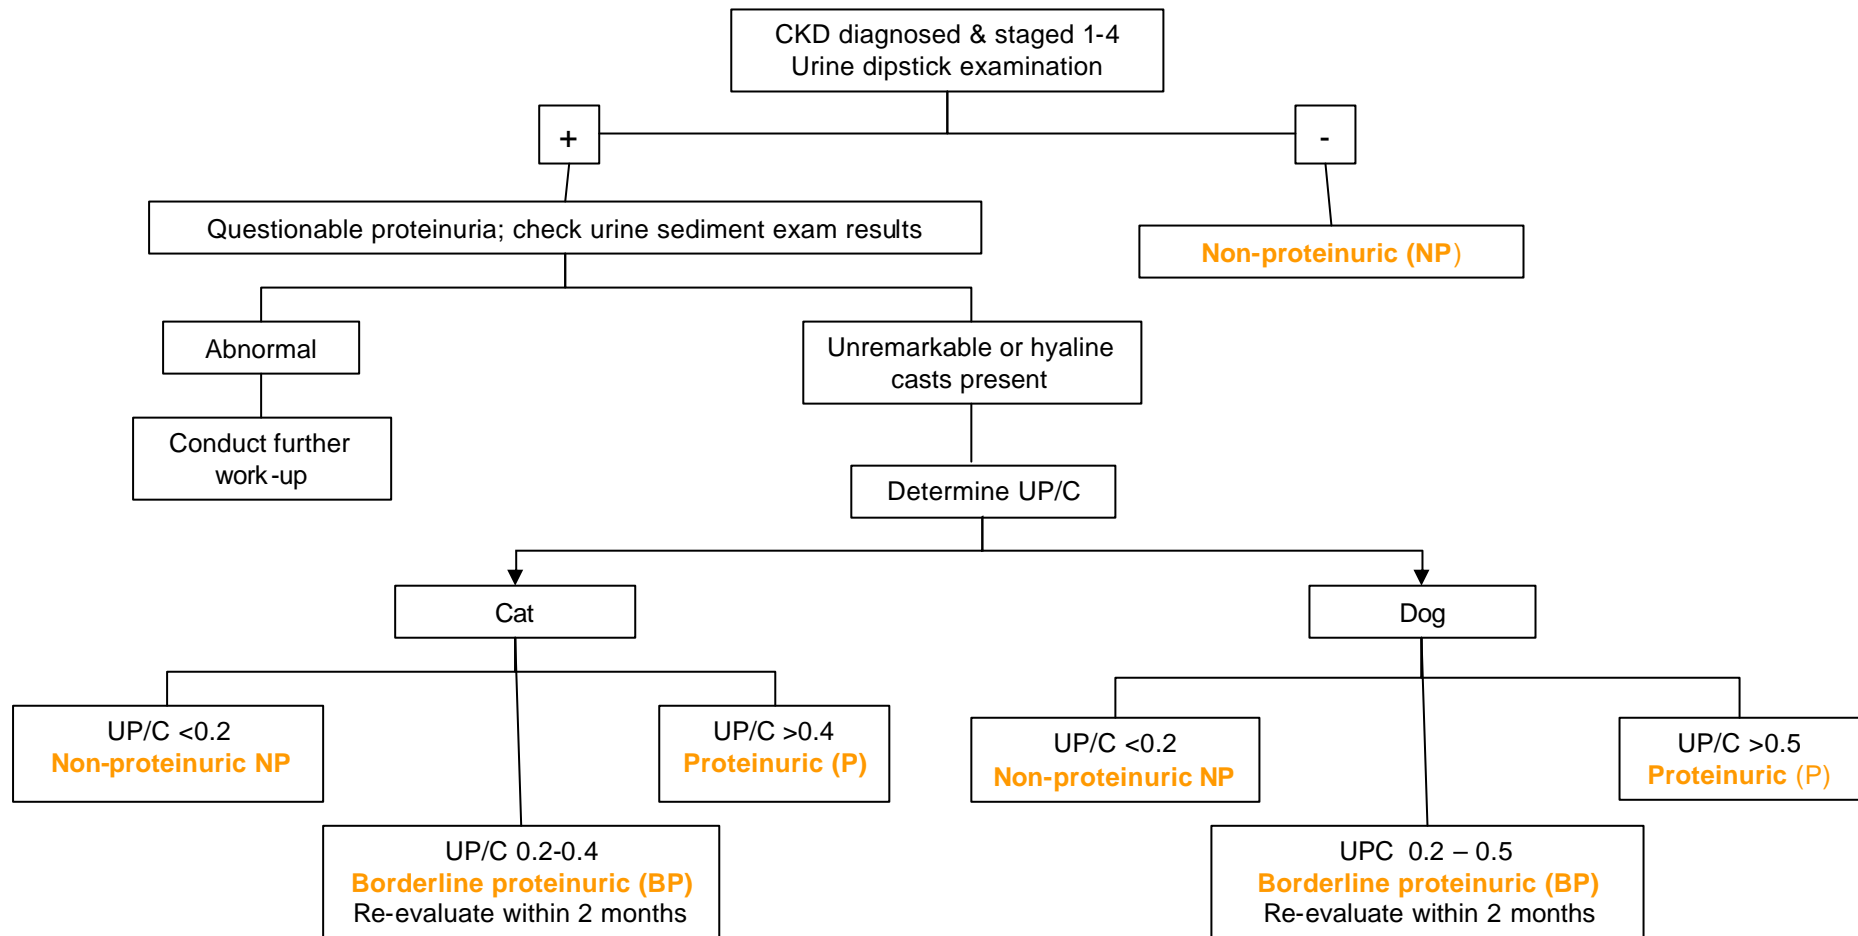 CKD diagnosed & staged 1-4
Urine dipstick examination
+
-
Questionable proteinuria; check urine sediment exam results
Non-proteinuric (NP)
Abnormal
Unremarkable or hyaline
casts present
Conduct further
work-up
Determine UP/C
Cat
Dog
UP/C <0.2
Non-proteinuric NP
UP/C >0.4
Proteinuric (P)
UP/C <0.2
Non-proteinuric NP
UP/C >0.5
Proteinuric (P)
UP/C 0.2-0.4
Borderline proteinuric (BP)
Re-evaluate within 2 months
UPC 0.2 – 0.5
Borderline proteinuric (BP)
Re-evaluate within 2 months